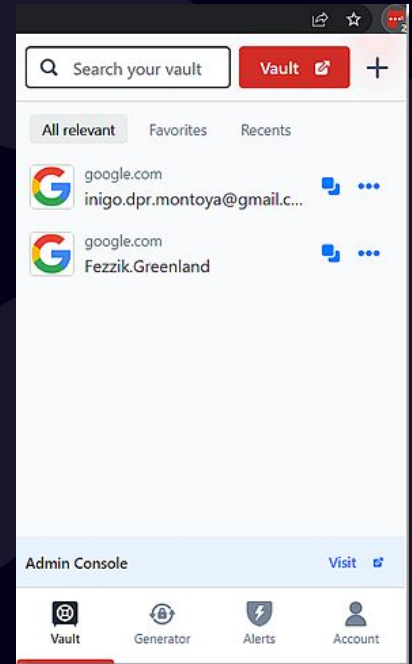 2
Search your vault
Vault
All relevant Favorites Recents
google.com
inigo.dpr.montoya@gmail.c...
google.com
Fezzik.Greenland
Admin Console Visit
Vault Generator Alerts Account